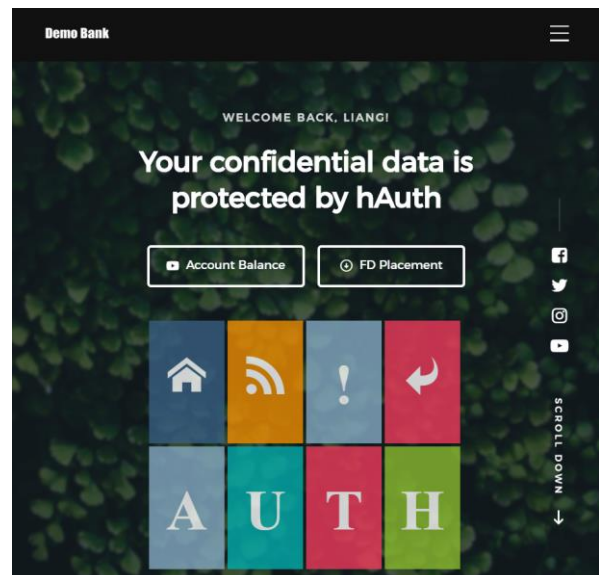 Demo Bank
WELCOME BACK, LIANG!
Your confidential data is
protected by hAuth
Account Balance
FD Placement
!
A U T H
SCROLL DOWN